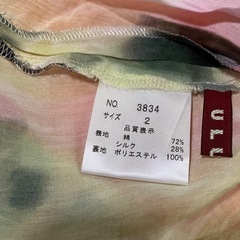 NO. 3834
サイズ 2
品質表示
表地 綿 72%
シルク 28%
裏地 ポリエステル 100%